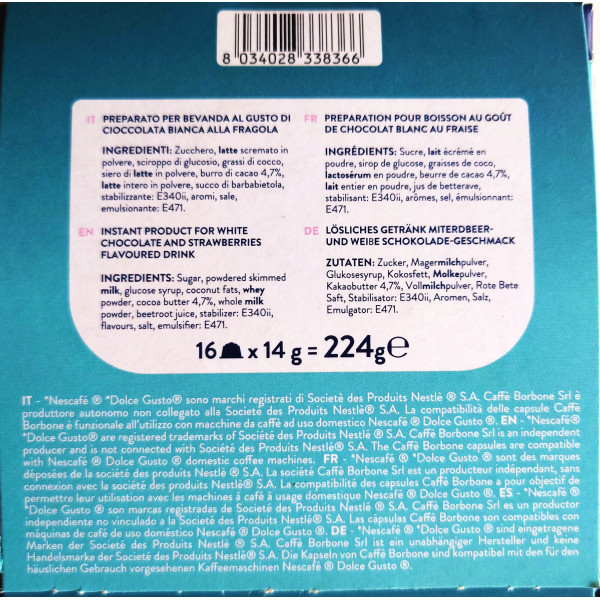 8 034028 338366
IT PREPARATO PER BEVANDA AL GUSTO DI
CIOCCOLATA BIANCA ALLA FRAGOLA
INGREDIENTI: Zucchero, latte scremato in
polvere, sciroppo di glucosio, grassi di cocco,
siero di latte in polvere, burro di cacao 4,7%,
latte intero in polvere, succo di barbabietola,
stabilizzante: E340ii, aromi, sale,
emulsionante: E471.
FR PREPARATION POUR BOISSON AU GOÛT
DE CHOCOLAT BLANC AU FRAISE
INGRÉDIENTS: Sucre, lait écrémé en
poudre, sirop de glucose, graisses de coco,
lactosérum en poudre, beurre de cacao 4,7%,
lait entier en poudre, jus de betterave,
stabilisant: E340ii, arômes, sel, émulsionnant:
E471.
EN INSTANT PRODUCT FOR WHITE
CHOCOLATE AND STRAWBERRIES
FLAVOURED DRINK
INGREDIENTS: Sugar, powdered skimmed
milk, glucose syrup, coconut fats, whey
powder, cocoa butter 4,7%, whole milk
powder, beetroot juice, stabilizer: E340ii,
flavours, salt, emulsifier: E471.
DE LÖSLICHES GETRÄNK MITERDBEER-
UND WEIßE SCHOKOLADE-GESCHMACK
ZUTATEN: Zucker, Magermilchpulver,
Glukosesyrup, Kokosfett, Molkepulver,
Kakaobutter 4,7%, Vollmilchpulver, Rote Bete
Saft, Stabilisator: E340ii, Aromen, Salz,
Emulgator: E471.
16 x 14 g = 224g℮
IT - *Nescafé ® *Dolce Gusto® sono marchi registrati di Societè des Produits Nestlè ® S.A. Caffè Borbone Srl è
produttore autonomo non collegato alla Societé des Produits Nestlè® S.A. La compatibilità delle capsule Caffè
Borbone è funzionale all'utilizzo con macchine da caffè ad uso domestico Nescafé ® Dolce Gusto ®. EN - *Nescafé®
*Dolce Gusto® are registered trademarks of Societé des Produits Nestlé® S.A. Caffè Borbone Srl is an independent
producer and is not connected with Societé des Produits Nestlé® S.A. The Caffè Borbone capsules are compatible
with Nescafé ® Dolce Gusto ® domestic coffee machines. FR - *Nescafé ® *Dolce Gusto ® sont des marques
déposées de la société des produits Nestlé ® S.A. La société Caffè Borbone Srl est un producteur indépendant, sans
connexion avec la société des produits Nestlè® S.A. La compatibilité des capsules Caffè Borbone a pour objectif de
permettre leur utilisation avec les machines à café à usage domestique Nescafé ® Dolce Gusto ®. ES - *Nescafé ®
*Dolce Gusto ® son marcas registradas de Societé des Produits Nestlé ® S.A. Caffè Borbone Srl es un productor
independiente no vinculado a la Societé des Produits Nestlé® S.A. Las cápsulas Caffè Borbone son compatibles con
máquinas de café de uso doméstico Nescafé ® Dolce Gusto ®. DE - *Nescafè ® *Dolce Gusto ® sind eingetragene
Marken der Societé des Produits Nestlé® S.A. Caffè Borbone Srl ist ein unabhängiger Hersteller und keine
Handelsmarke der Societé des Produits Nestlé® S.A. Die Kapseln von Caffè Borbone sind kompatibel mit den für den
häuslichen Gebrauch vorgesehenen Kaffeemaschinen Nescafé ® Dolce Gusto ®.